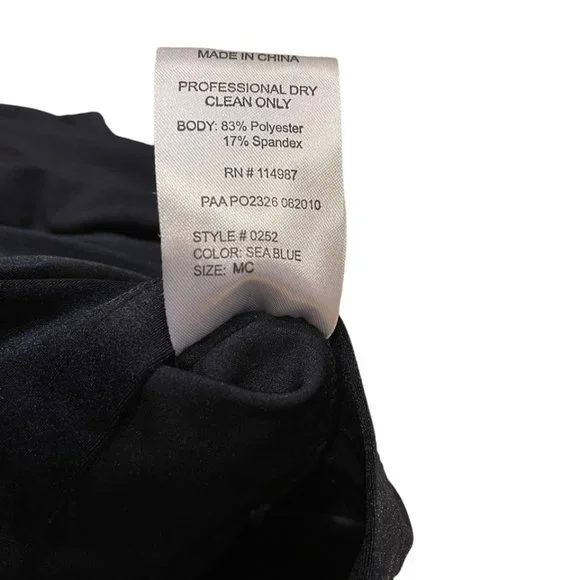 MADE IN CHINA
PROFESSIONAL DRY
CLEAN ONLY
BODY: 83% Polyester
17% Spandex
RN # 114987
PAA PO2326 082010
STYLE # 0252
COLOR: SEA BLUE
SIZE: MC